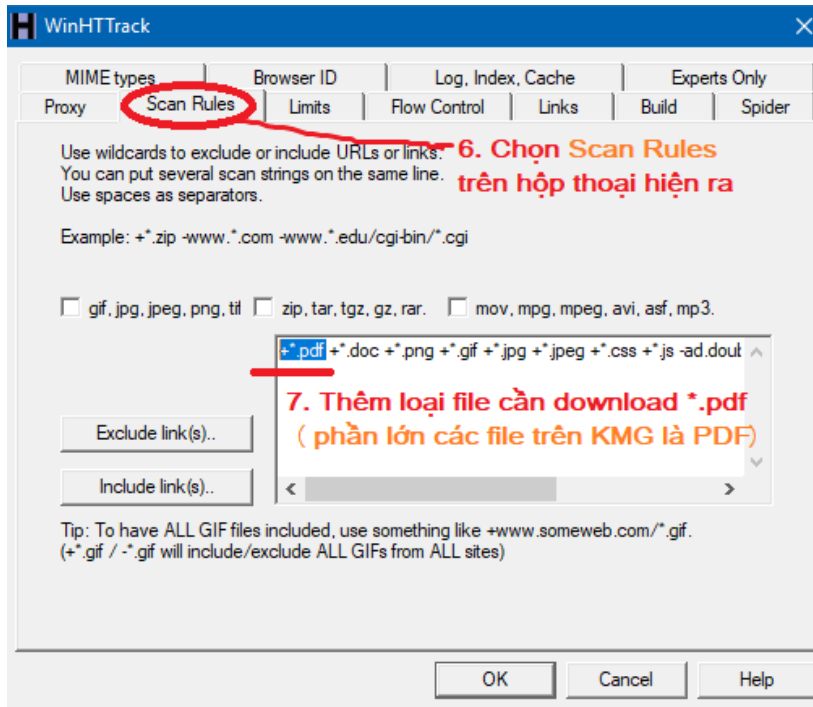 WinHTTrack
MIME types Browser ID Log, Index, Cache Experts Only
Proxy Scan Rules Limits Flow Control Links Build Spider
Use wildcards to exclude or include URLs or links.
You can put several scan strings on the same line.
Use spaces as separators.
6. Chọn Scan Rules
trên hộp thoại hiện ra
Example: +*.zip -www.*.com -www.*.edu/cgi-bin/*.cgi
gif, jpg, jpeg, png, tif zip, tar, tgz, gz, rar. mov, mpg, mpeg, avi, asf, mp3.
+*.pdf +*.doc +*.png +*.gif +*.jpg +*.jpeg +*.css +*.js -ad.doub
7. Thêm loại file cần download *.pdf
( phần lớn các file trên KMG là PDF)
Exclude link(s)..
Include link(s)..
Tip: To have ALL GIF files included, use something like +www.someweb.com/*.gif.
(+*.gif / -*.gif will include/exclude ALL GIFs from ALL sites)
OK Cancel Help